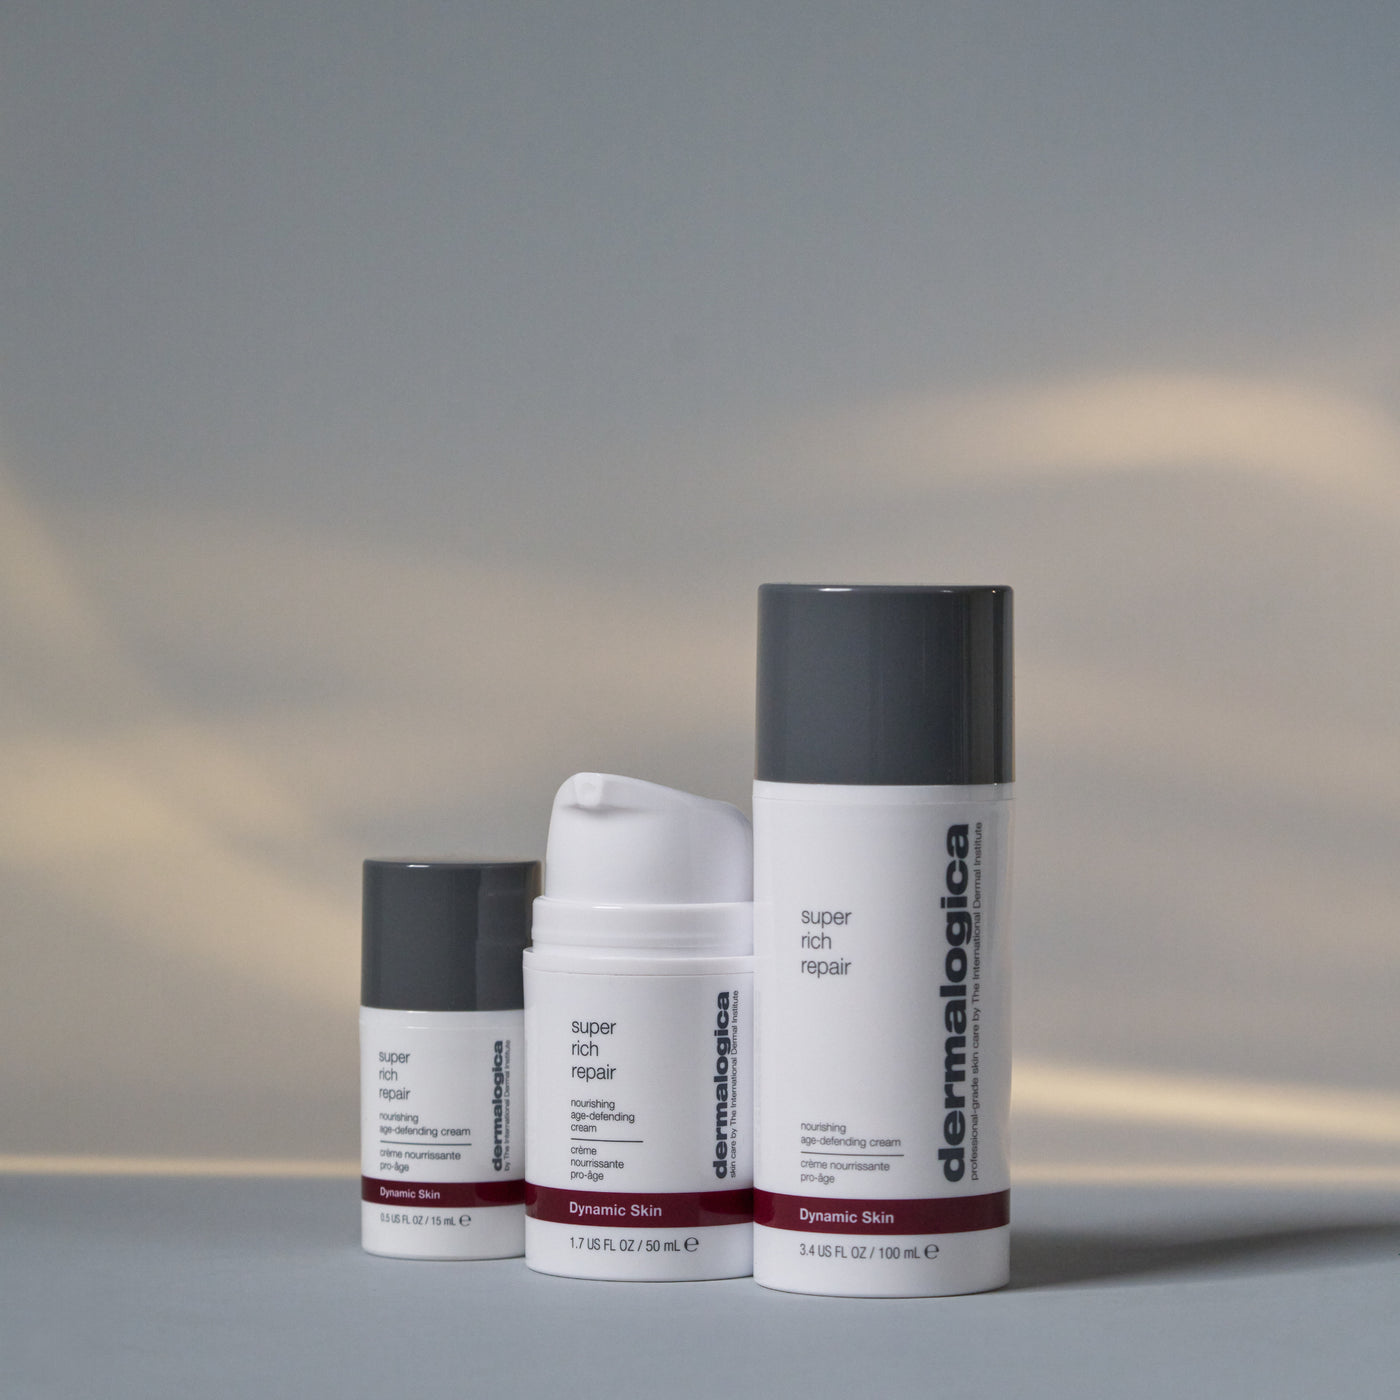 super
rich
repair
nourishing
age-defending cream
crème nourrissante
pro-âge
dermalogica
by The International Dermal Institute
Dynamic Skin
0.5 US FL OZ / 15 mL ℮
super
rich
repair
nourishing
age-defending
cream
crème
nourrissante
pro-âge
dermalogica
skin care by The International Dermal Institute
Dynamic Skin
1.7 US FL OZ / 50 mL ℮
super
rich
repair
nourishing
age-defending cream
crème nourrissante
pro-âge
dermalogica
professional-grade skin care by The International Dermal Institute
Dynamic Skin
3.4 US FL OZ / 100 mL ℮